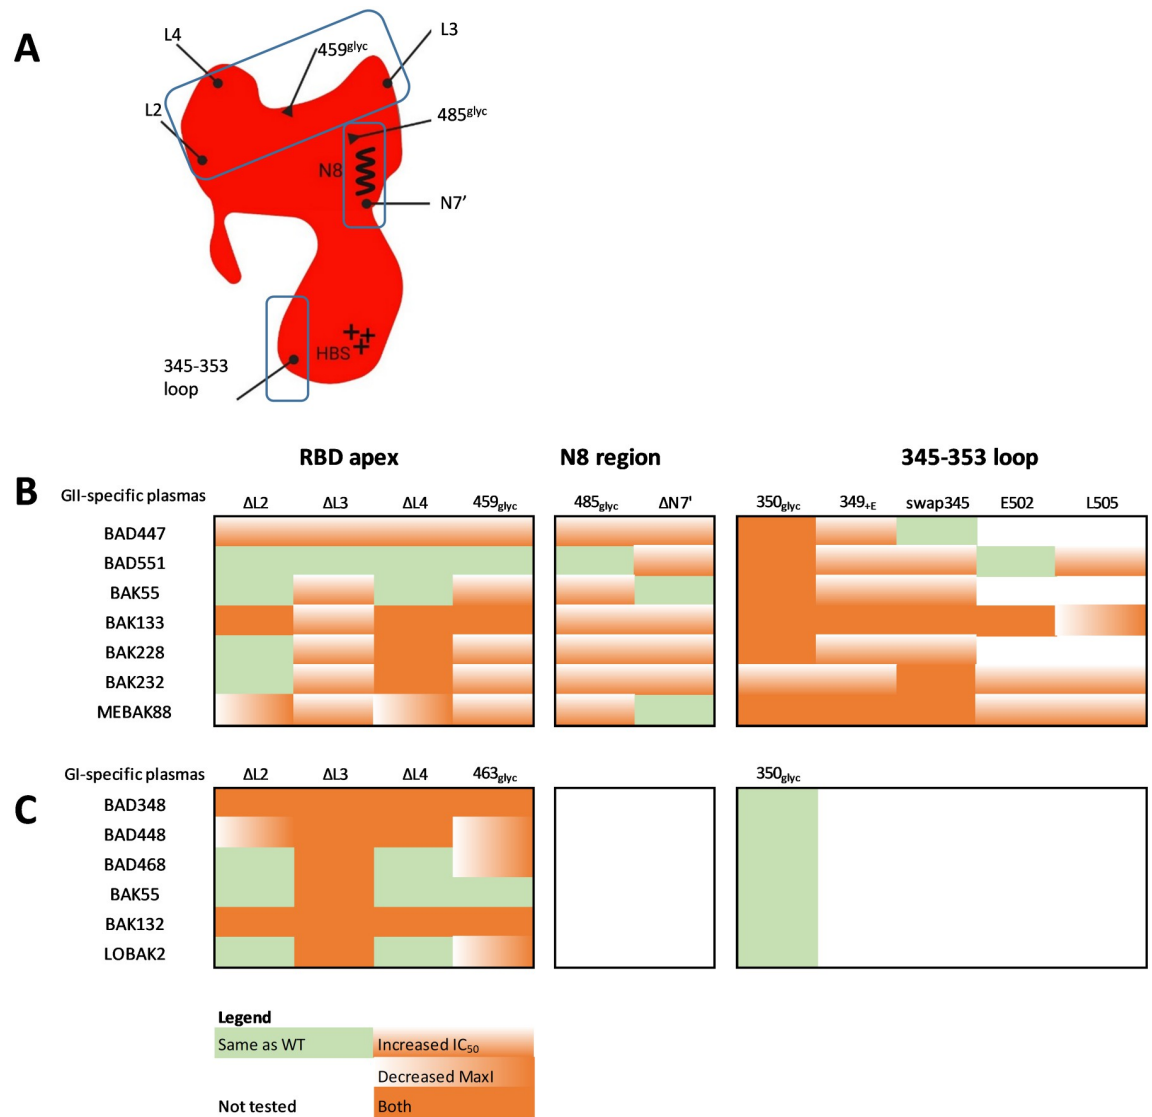 A
L4
459glyc
L3
L2
485glyc
N8
N7’
HBS
345-353
loop
RBD apex N8 region 345-353 loop
B
GII-specific plasmas ΔL2 ΔL3 ΔL4 459glyc 485glyc ΔN7' 350glyc 349+E swap345 E502 L505
BAD447
BAD551
BAK55
BAK133
BAK228
BAK232
MEBAK88
C
GI-specific plasmas ΔL2 ΔL3 ΔL4 463glyc 350glyc
BAD348
BAD448
BAD468
BAK55
BAK132
LOBAK2
Legend
Same as WT Increased IC50
Decreased MaxI
Not tested Both